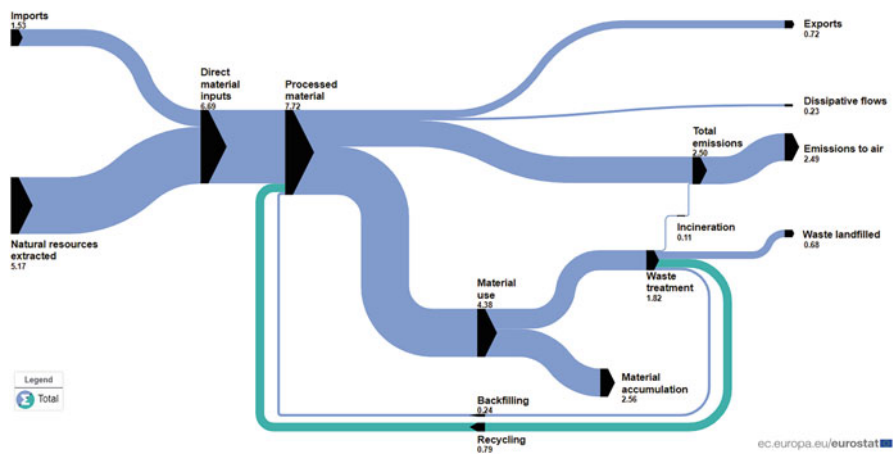 Imports
1.53
Exports
0.72
Direct
material
inputs
6.69
Processed
material
7.72
Dissipative flows
0.23
Total
emissions
2.50
Emissions to air
2.49
Natural resources
extracted
5.17
Incineration
0.11
Waste landfilled
0.68
Waste
treatment
1.82
Material
use
4.38
Material
accumulation
2.56
Backfilling
0.24
Recycling
0.79
Legend
Σ Total
ec.europa.eu/eurostat